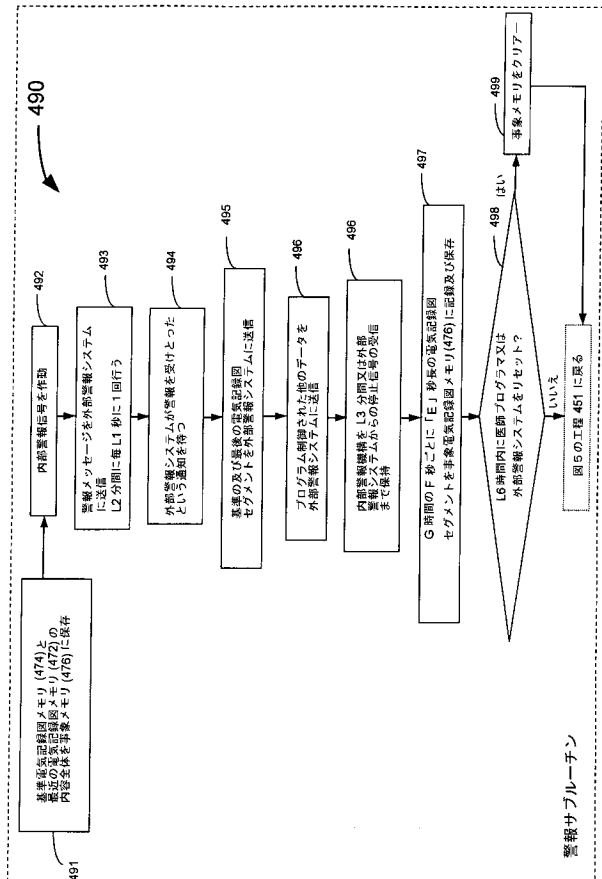 490
491
基準電気記録図メモリ(474)と
最近の電気記録図メモリ(472)の
内容全体を事象メモリ(476)に保存
492
内部警報信号を作動
493
警報メッセージを外部警報システム
に送信
L2 分間に毎L1 秒に1回行う
494
外部警報システムが警報を受けとった
という通知を待つ
495
基準の及び最後の電気記録図
セグメントを外部警報システムに送信
496
プログラム制御された他のデータを
外部警報システムに送信
496
内部警報機構を L3 分間又は外部
警報システムからの停止信号の受信
まで保持
497
G 時間の F 秒ごとに「E」秒長の電気記録図
セグメントを事象電気記録図メモリ(476)に記録及び保存
498
L6 時間内に医師プログラマ又は
外部警報システムをリセット?
はい
499
事象メモリをクリアー
いいえ
図5の工程 451 に戻る
警報サブルーチン